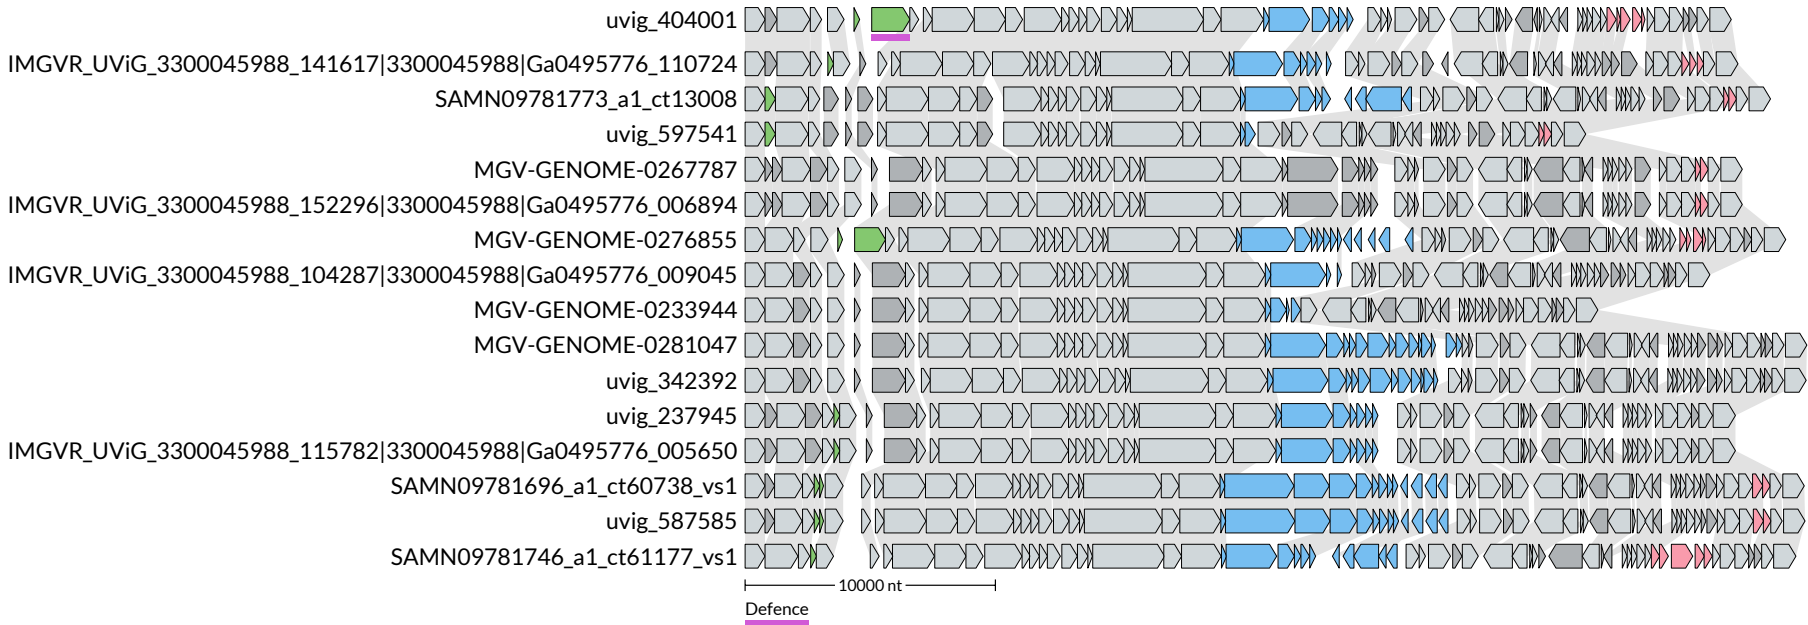 uvig_404001
IMGVR_UViG_3300045988_141617|3300045988|Ga0495776_110724
SAMN09781773_a1_ct13008
uvig_597541
MGV-GENOME-0267787
IMGVR_UViG_3300045988_152296|3300045988|Ga0495776_006894
MGV-GENOME-0276855
IMGVR_UViG_3300045988_104287|3300045988|Ga0495776_009045
MGV-GENOME-0233944
MGV-GENOME-0281047
uvig_342392
uvig_237945
IMGVR_UViG_3300045988_115782|3300045988|Ga0495776_005650
SAMN09781696_a1_ct60738_vs1
uvig_587585
SAMN09781746_a1_ct61177_vs1
10000 nt
Defence